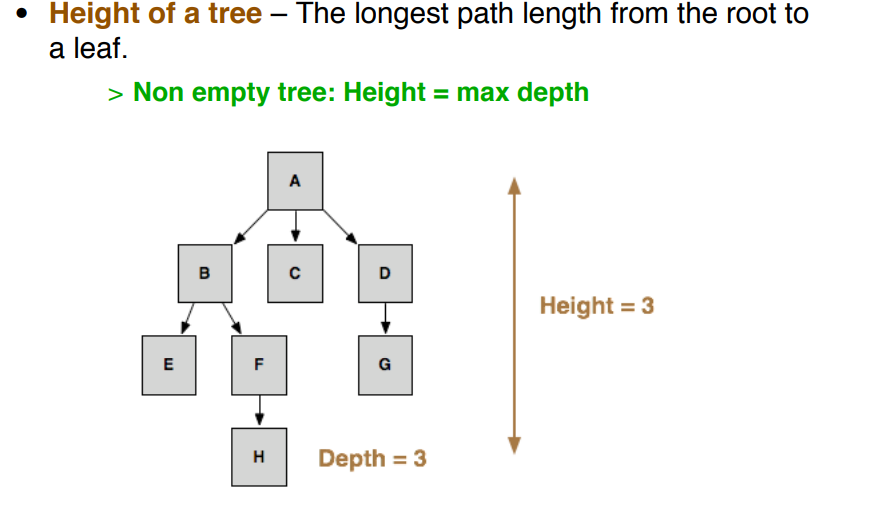 • Height of a tree – The longest path length from the root to
a leaf.
> Non empty tree: Height = max depth
A
B C D
Height = 3
E F G
H Depth = 3